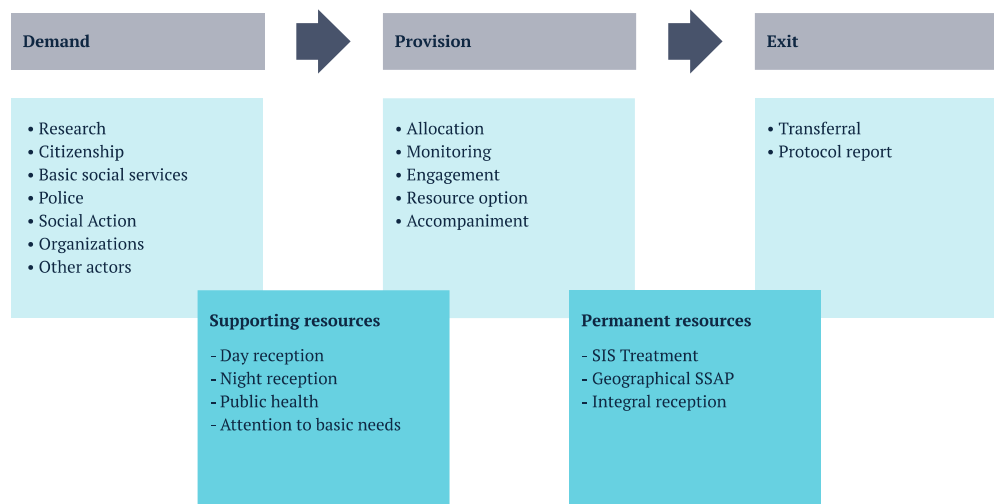 Demand
Provision
Exit
• Research
• Citizenship
• Basic social services
• Police
• Social Action
• Organizations
• Other actors
• Allocation
• Monitoring
• Engagement
• Resource option
• Accompaniment
• Transferral
• Protocol report
Supporting resources
- Day reception
- Night reception
- Public health
- Attention to basic needs
Permanent resources
- SIS Treatment
- Geographical SSAP
- Integral reception